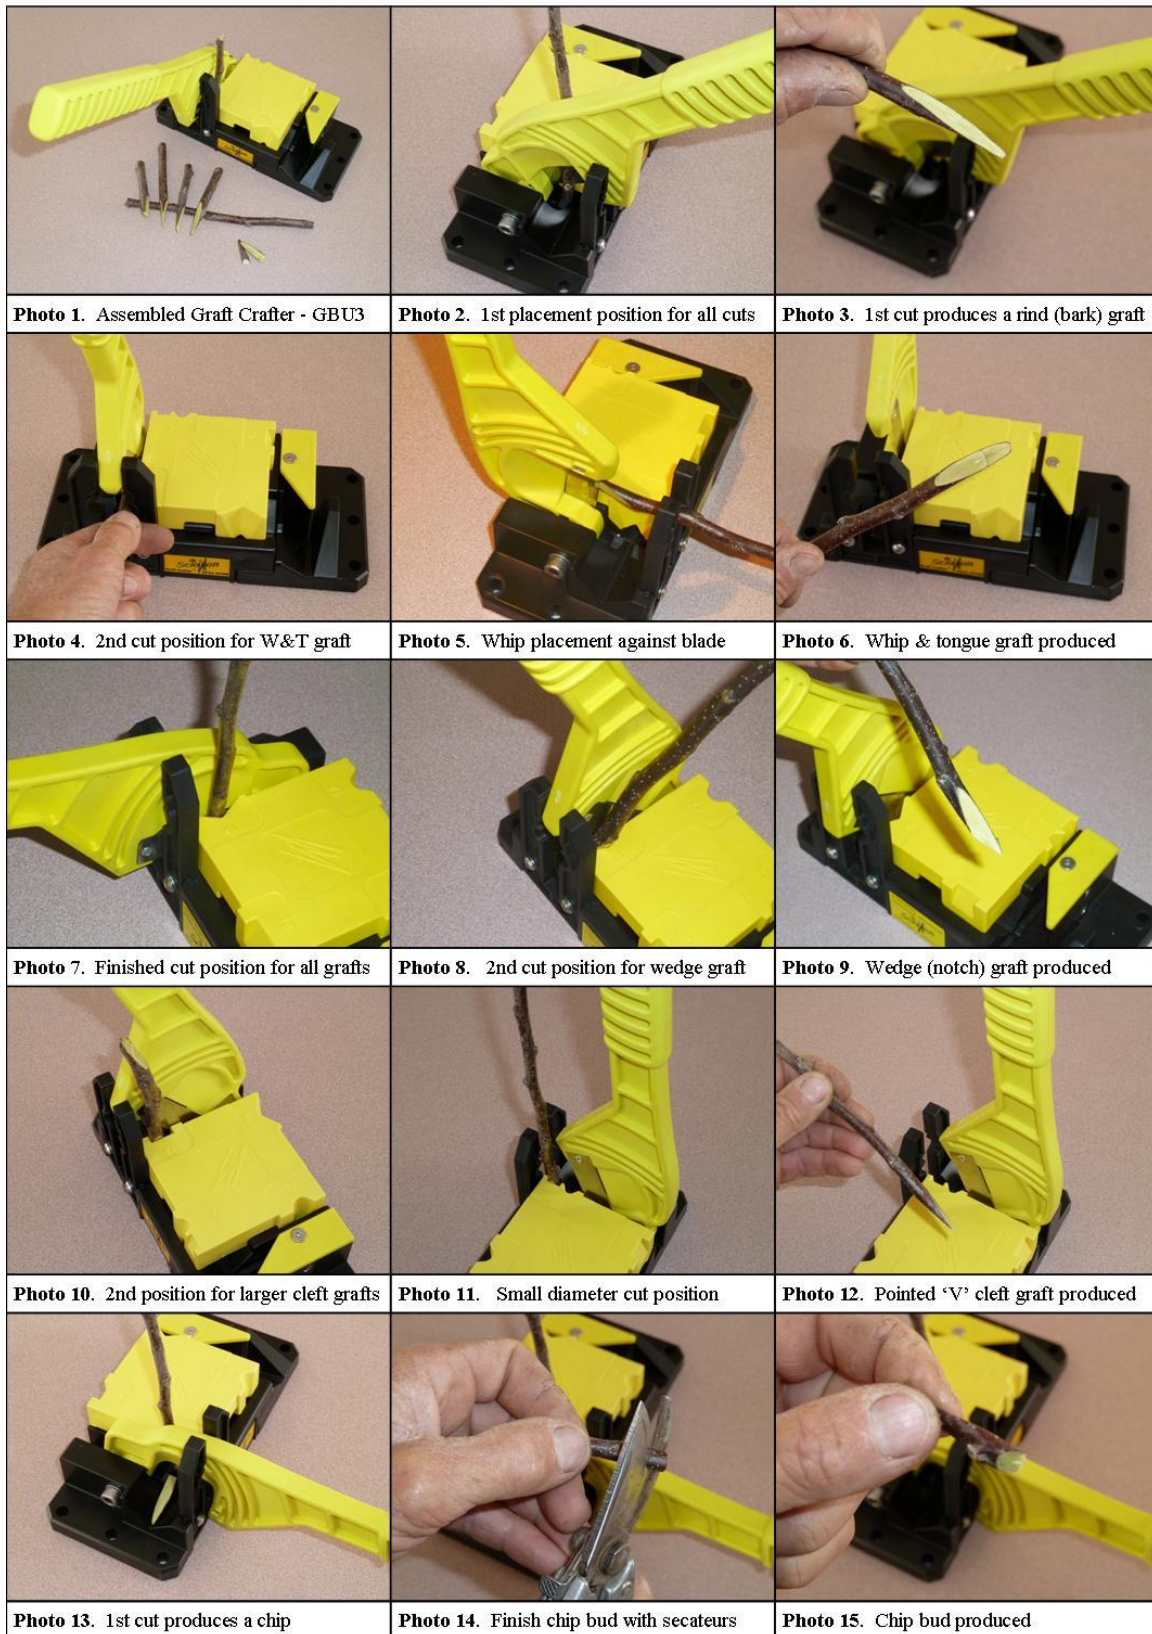 Photo 1. Assembled Graft Crafter - GBU3
Photo 2. 1st placement position for all cuts
Photo 3. 1st cut produces a rind (bark) graft
Scion
Photo 4. 2nd cut position for W&T graft
Photo 5. Whip placement against blade
Photo 6. Whip & tongue graft produced
Photo 7. Finished cut position for all grafts
Photo 8. 2nd cut position for wedge graft
Photo 9. Wedge (notch) graft produced
Photo 10. 2nd position for larger cleft grafts
Photo 11. Small diameter cut position
Photo 12. Pointed ‘V’ cleft graft produced
Photo 13. 1st cut produces a chip
Photo 14. Finish chip bud with secateurs
Photo 15. Chip bud produced